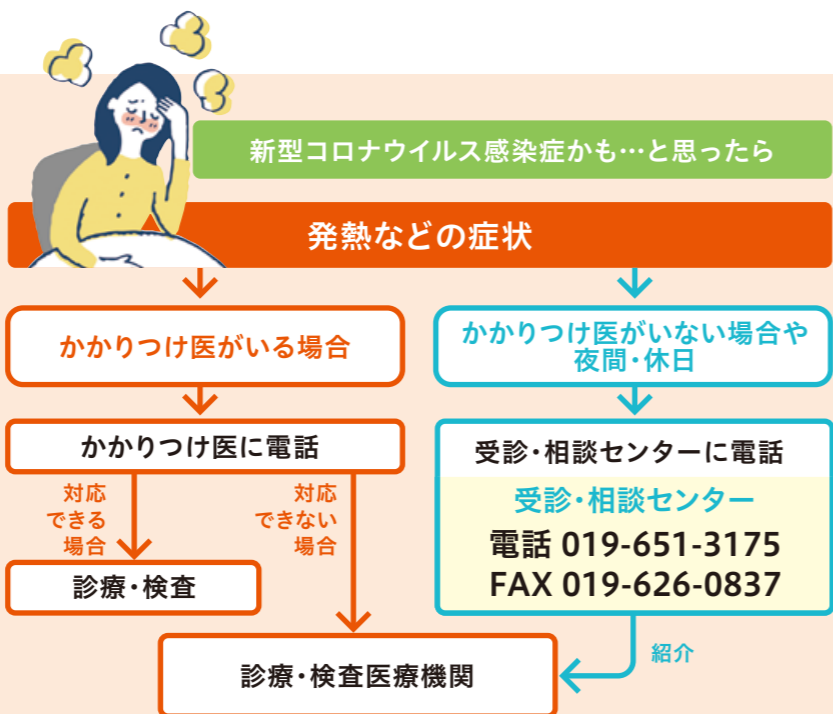 新型コロナウイルス感染症かも…と思ったら
発熱などの症状
かかりつけ医がいる場合
かかりつけ医に電話
対応
できる
場合
対応
できない
場合
診療・検査
かかりつけ医がいない場合や
夜間・休日
受診・相談センターに電話
受診・相談センター
電話 019-651-3175
FAX 019-626-0837
紹介
診療・検査医療機関